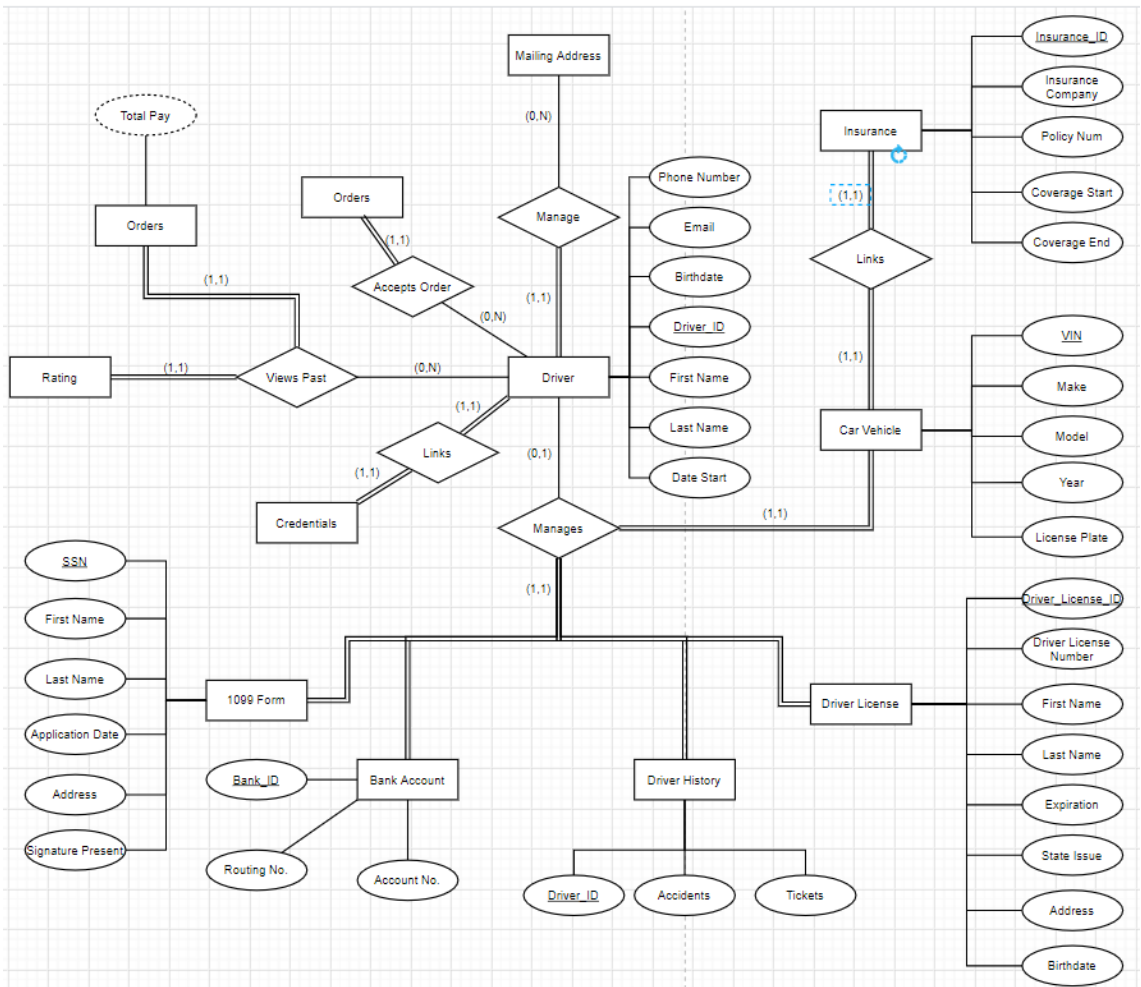 Mailing Address
Insurance_ID
Insurance
Company
Total Pay
(0,N)
Insurance
Policy Num
Phone Number
Orders
(1,1)
Coverage Start
Orders
Manage
Email
(1,1)
Links
Coverage End
(1,1)
Accepts Order
Birthdate
(1,1)
(0,N)
Driver_ID
VIN
(1,1)
Rating
(1,1)
Views Past
(0,N)
Driver
First Name
Make
(1,1)
Last Name
Car Vehicle
Model
Links
(0,1)
(1,1)
Date Start
Year
Credentials
Manages
(1,1)
License Plate
SSN
(1,1)
Driver_License_ID
First Name
Driver License
Number
Last Name
1099 Form
Driver License
First Name
Application Date
Last Name
Bank_ID
Bank Account
Driver History
Address
Expiration
Signature Present
State Issue
Routing No.
Account No.
Driver_ID
Accidents
Tickets
Address
Birthdate